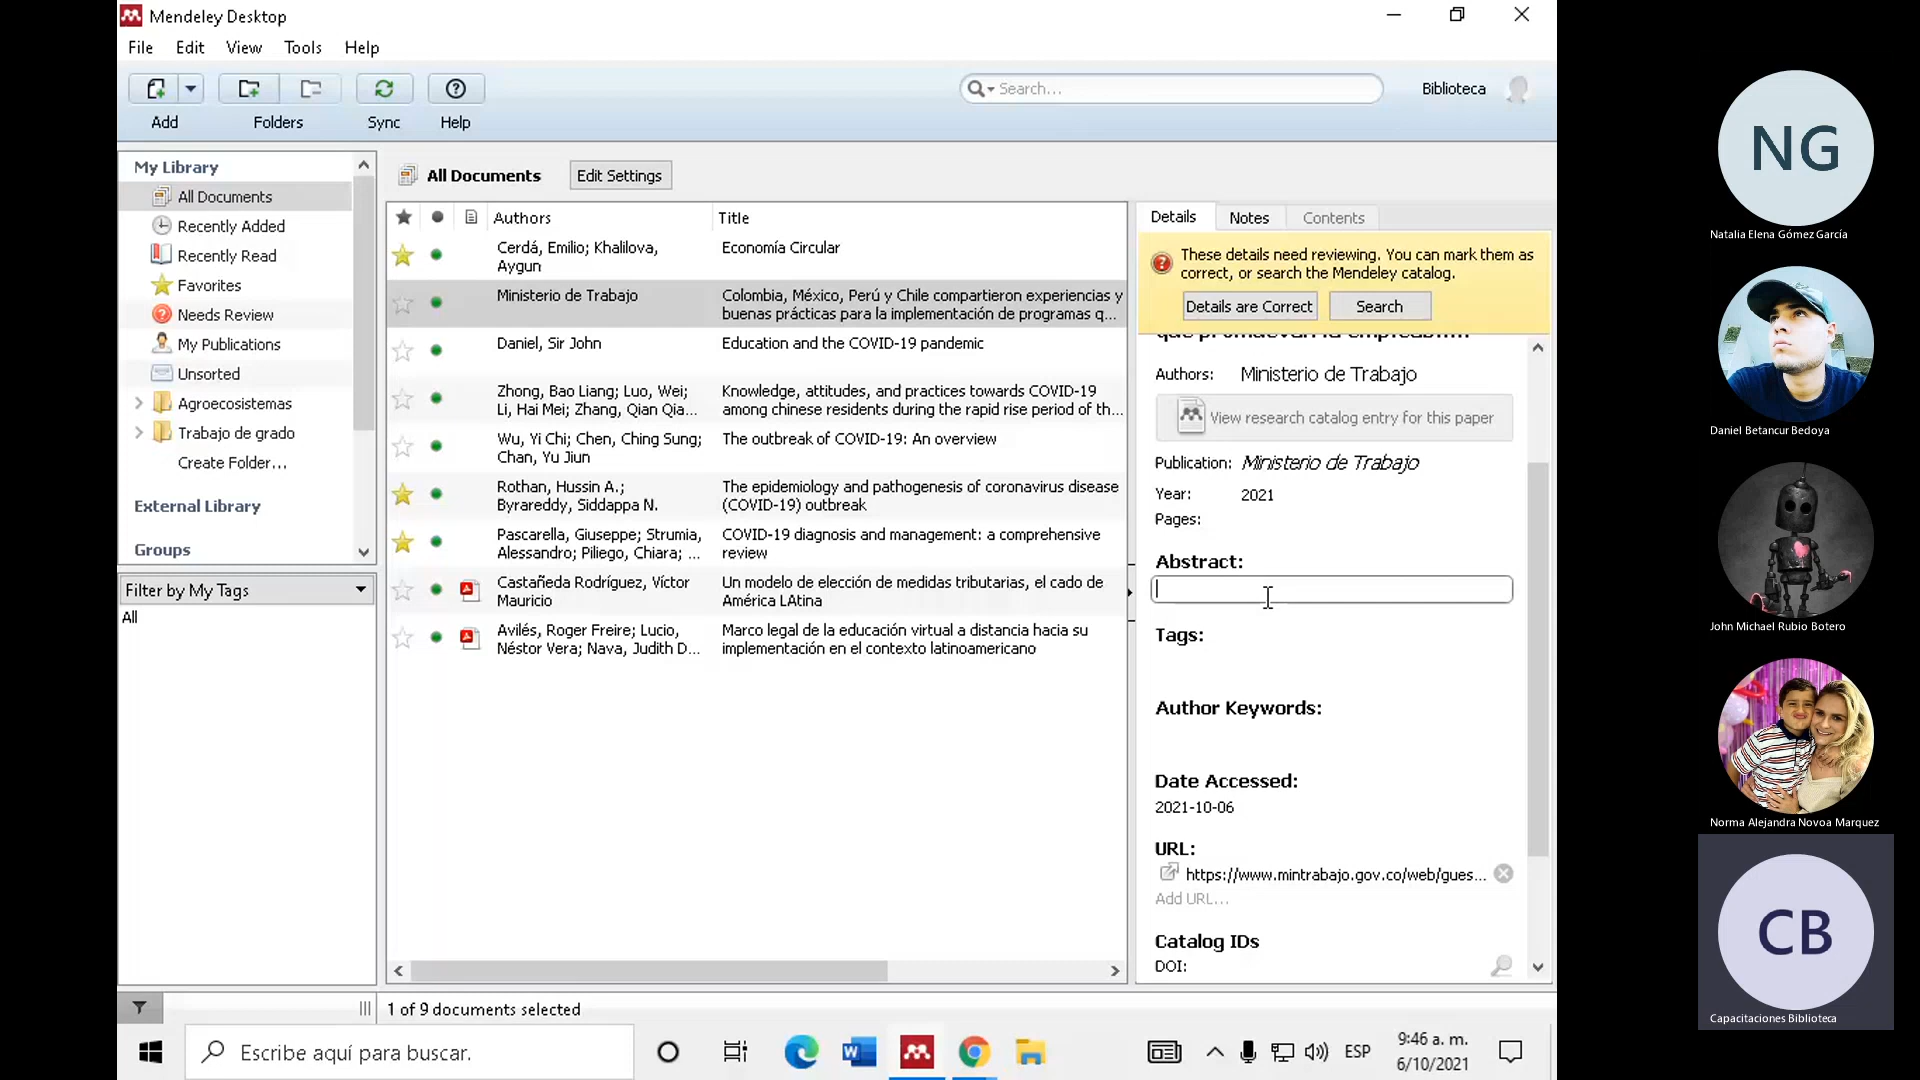 Mendeley Desktop
File Edit View Tools Help
Add
Folders
Sync
Help
Search...
Biblioteca
My Library
All Documents
Recently Added
Recently Read
Favorites
Needs Review
My Publications
Unsorted
Agroecosistemas
Trabajo de grado
Create Folder...
External Library
Groups
Filter by My Tags
All
All Documents
Edit Settings
Authors Title
Cerdá, Emilio; Khalilova,
Aygun
Economía Circular
Ministerio de Trabajo
Colombia, México, Perú y Chile compartieron experiencias y
buenas prácticas para la implementación de programas q...
Daniel, Sir John
Education and the COVID-19 pandemic
Zhong, Bao Liang; Luo, Wei;
Li, Hai Mei; Zhang, Qian Qia...
Knowledge, attitudes, and practices towards COVID-19
among chinese residents during the rapid rise period of th...
Wu, Yi Chi; Chen, Ching Sung;
Chan, Yu Jiun
The outbreak of COVID-19: An overview
Rothan, Hussin A.;
Byrareddy, Siddappa N.
The epidemiology and pathogenesis of coronavirus disease
(COVID-19) outbreak
Pascarella, Giuseppe; Strumia,
Alessandro; Piliego, Chiara; ...
COVID-19 diagnosis and management: a comprehensive
review
Castañeda Rodríguez, Víctor
Mauricio
Un modelo de elección de medidas tributarias, el cado de
América LAtina
Avilés, Roger Freire; Lucio,
Néstor Vera; Nava, Judith D...
Marco legal de la educación virtual a distancia hacia su
implementación en el contexto latinoamericano
Details Notes Contents
These details need reviewing. You can mark them as
correct, or search the Mendeley catalog.
Details are Correct
Search
Authors: Ministerio de Trabajo
View research catalog entry for this paper
Publication: Ministerio de Trabajo
Year: 2021
Pages:
Abstract:
Tags:
Author Keywords:
Date Accessed:
2021-10-06
URL:
https://www.mintrabajo.gov.co/web/gues...
Add URL...
Catalog IDs
DOI:
1 of 9 documents selected
Escribe aquí para buscar.
ESP
9:46 a. m.
6/10/2021
NG
Natalia Elena Gómez García
Daniel Betancur Bedoya
John Michael Rubio Botero
Norma Alejandra Novoa Marquez
CB
Capacitaciones Biblioteca